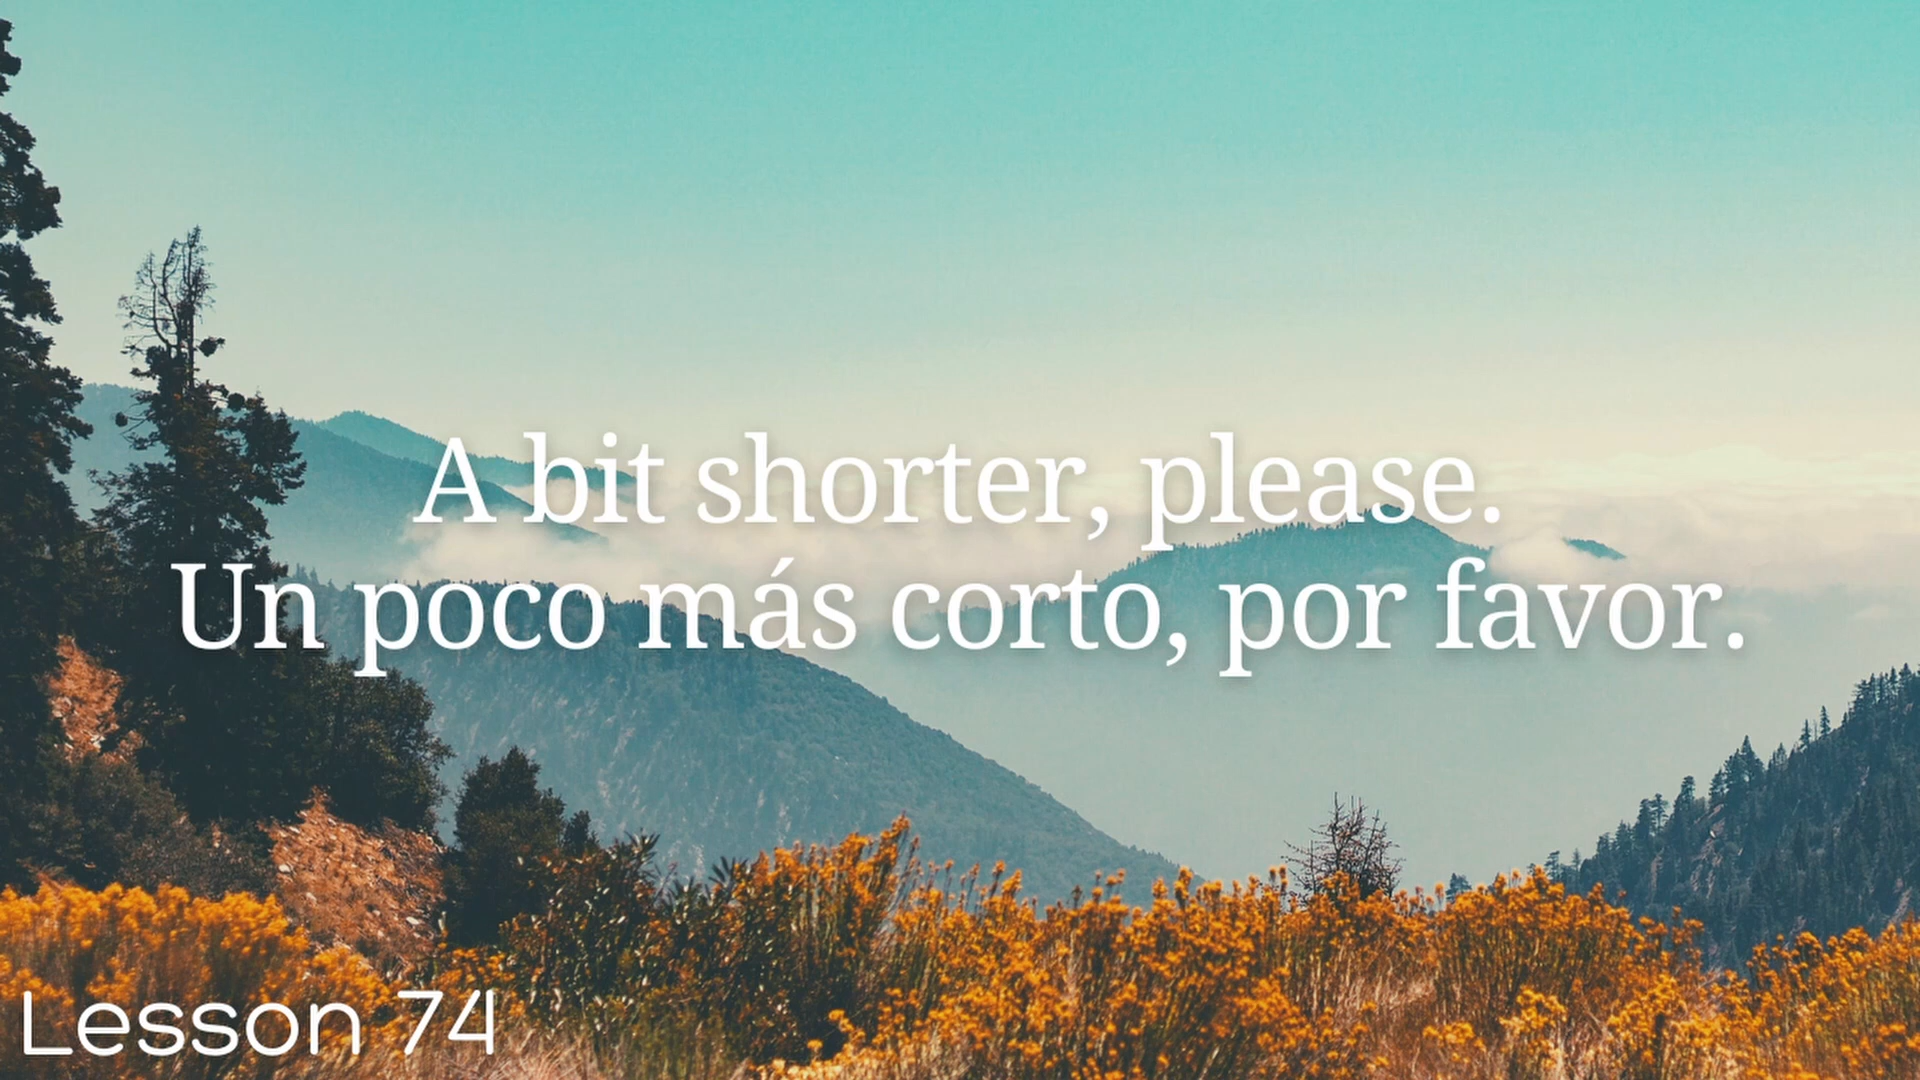 A bit shorter, please.
Un poco más corto, por favor.
Lesson 74